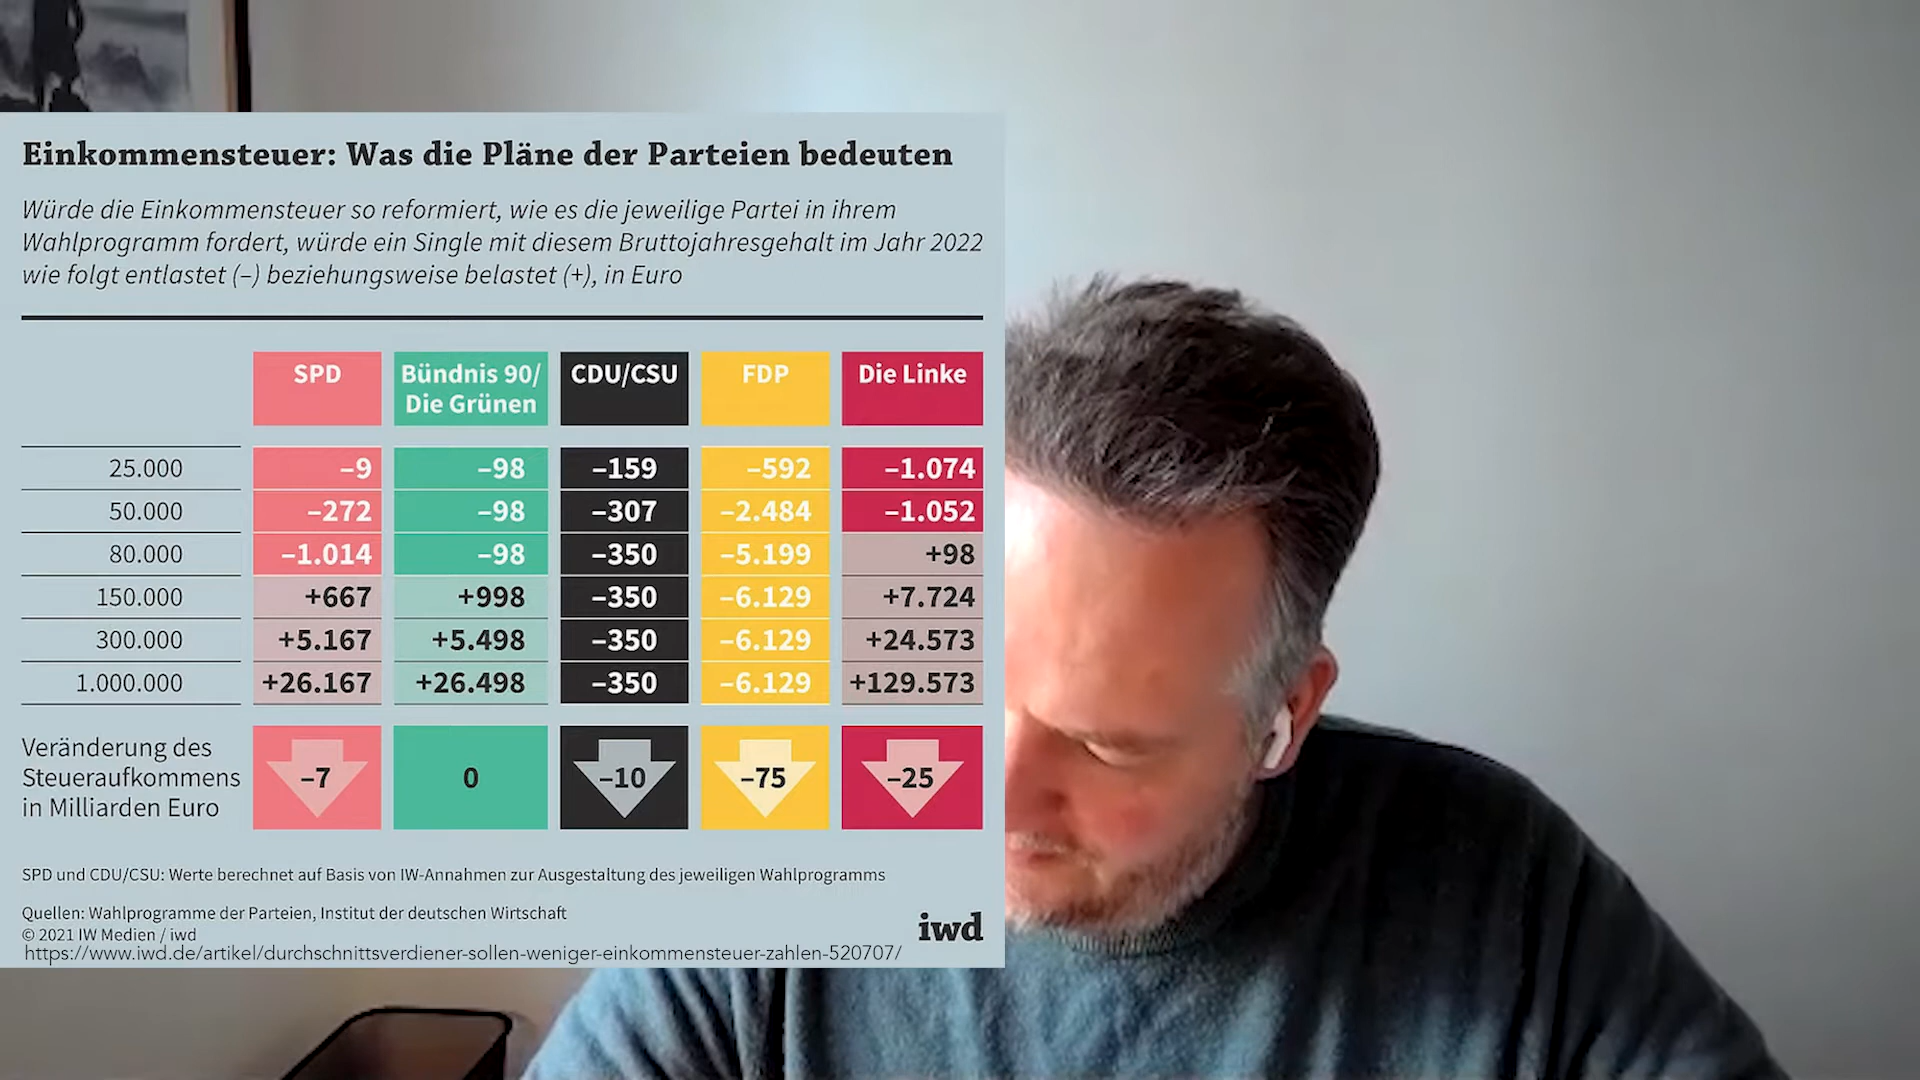 Einkommensteuer: Was die Pläne der Parteien bedeuten
Würde die Einkommensteuer so reformiert, wie es die jeweilige Partei in ihrem
Wahlprogramm fordert, würde ein Single mit diesem Bruttojahresgehalt im Jahr 2022
wie folgt entlastet (–) beziehungsweise belastet (+), in Euro
SPD Bündnis 90/ CDU/CSU FDP Die Linke
Die Grünen
25.000 –9 –98 –159 –592 –1.074
50.000 –272 –98 –307 –2.484 –1.052
80.000 –1.014 –98 –350 –5.199 +98
150.000 +667 +998 –350 –6.129 +7.724
300.000 +5.167 +5.498 –350 –6.129 +24.573
1.000.000 +26.167 +26.498 –350 –6.129 +129.573
Veränderung des
Steueraufkommens –7 0 –10 –75 –25
in Milliarden Euro
SPD und CDU/CSU: Werte berechnet auf Basis von IW-Annahmen zur Ausgestaltung des jeweiligen Wahlprogramms
Quellen: Wahlprogramme der Parteien, Institut der deutschen Wirtschaft
© 2021 IW Medien / iwd
iwd
https://www.iwd.de/artikel/durchschnittsverdiener-sollen-weniger-einkommensteuer-zahlen-520707/